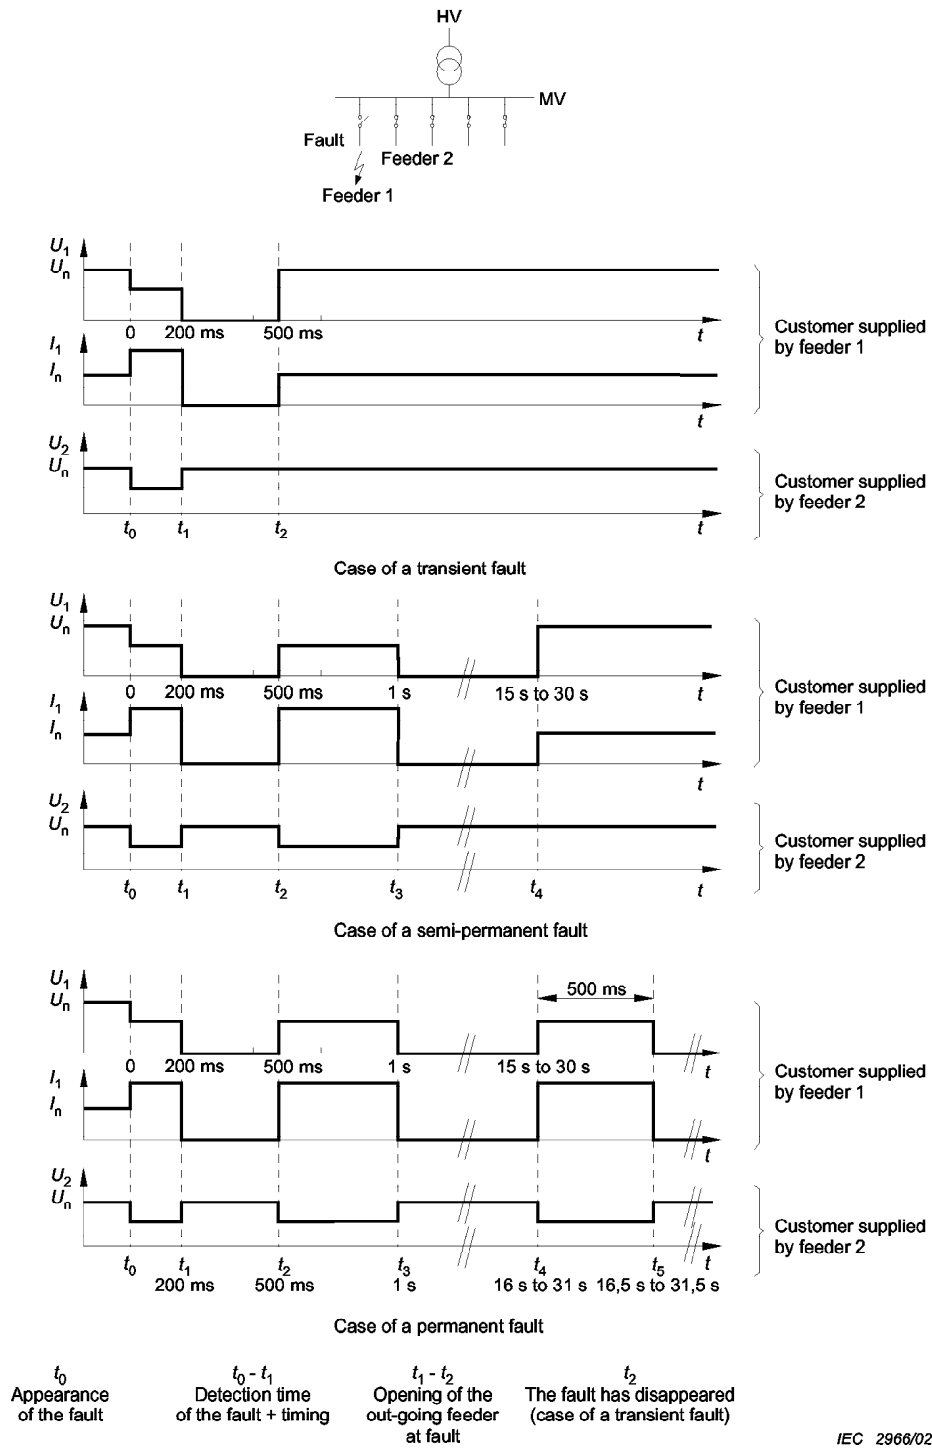 HV
MV
Fault
Feeder 2
Feeder 1
U1
Un
0 200 ms 500 ms t
I1
In
t
Customer supplied
by feeder 1
U2
Un
t
t0 t1 t2
Customer supplied
by feeder 2
Case of a transient fault
U1
Un
0 200 ms 500 ms 1 s 15 s to 30 s t
I1
In
t
Customer supplied
by feeder 1
U2
Un
t0 t1 t2 t3 t4 t
Customer supplied
by feeder 2
Case of a semi-permanent fault
U1
Un
500 ms
0 200 ms 500 ms 1 s 15 s to 30 s t
I1
In
t
Customer supplied
by feeder 1
U2
Un
t0 t1 t2 t3 t4 t5 t
200 ms 500 ms 1 s 16 s to 31 s 16,5 s to 31,5 s
Customer supplied
by feeder 2
Case of a permanent fault
t0
Appearance
of the fault
t0 - t1
Detection time
of the fault + timing
t1 - t2
Opening of the
out-going feeder
at fault
t2
The fault has disappeared
(case of a transient fault)
IEC 2966/02